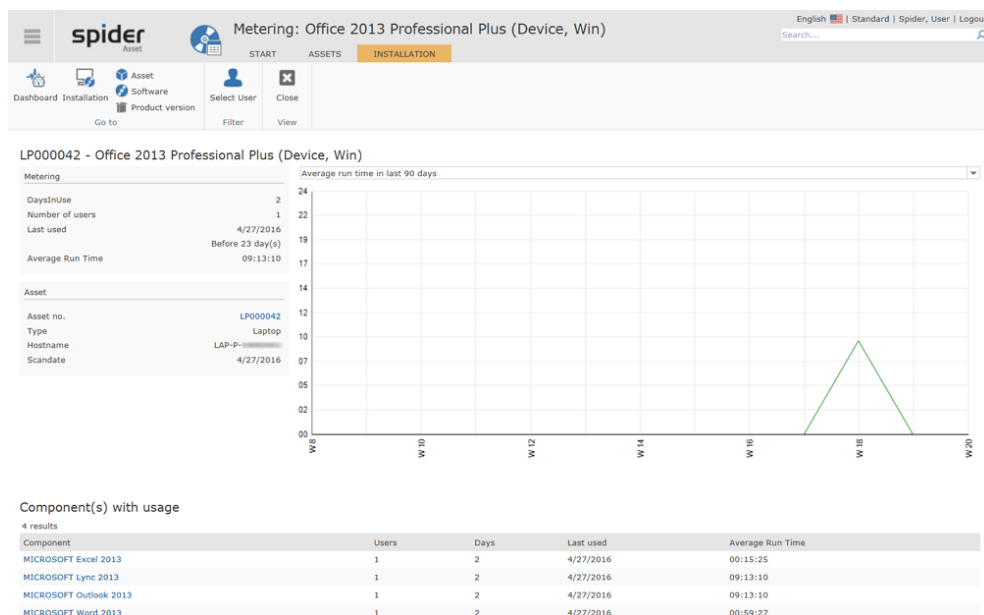 English | Standard | Spider, User | Logou
spider
Asset
Metering: Office 2013 Professional Plus (Device, Win)
Search...
START ASSETS INSTALLATION
Dashboard Installation
Asset
Software
Product version
Select User
Close
Go to Filter View
LP000042 - Office 2013 Professional Plus (Device, Win)
Metering
DaysInUse 2
Number of users 1
Last used 4/27/2016
Before 23 day(s)
Average Run Time 09:13:10
Asset
Asset no. LP000042
Type Laptop
Hostname LAP-P-
Scandate 4/27/2016
Average run time in last 90 days
24
22
19
17
14
12
10
07
05
02
00
W 8 W 10 W 12 W 14 W 16 W 18 W 20
Component(s) with usage
4 results
Component Users Days Last used Average Run Time
MICROSOFT Excel 2013 1 2 4/27/2016 00:15:25
MICROSOFT Lync 2013 1 2 4/27/2016 09:13:10
MICROSOFT Outlook 2013 1 2 4/27/2016 09:13:10
MICROSOFT Word 2013 1 2 4/27/2016 00:59:27